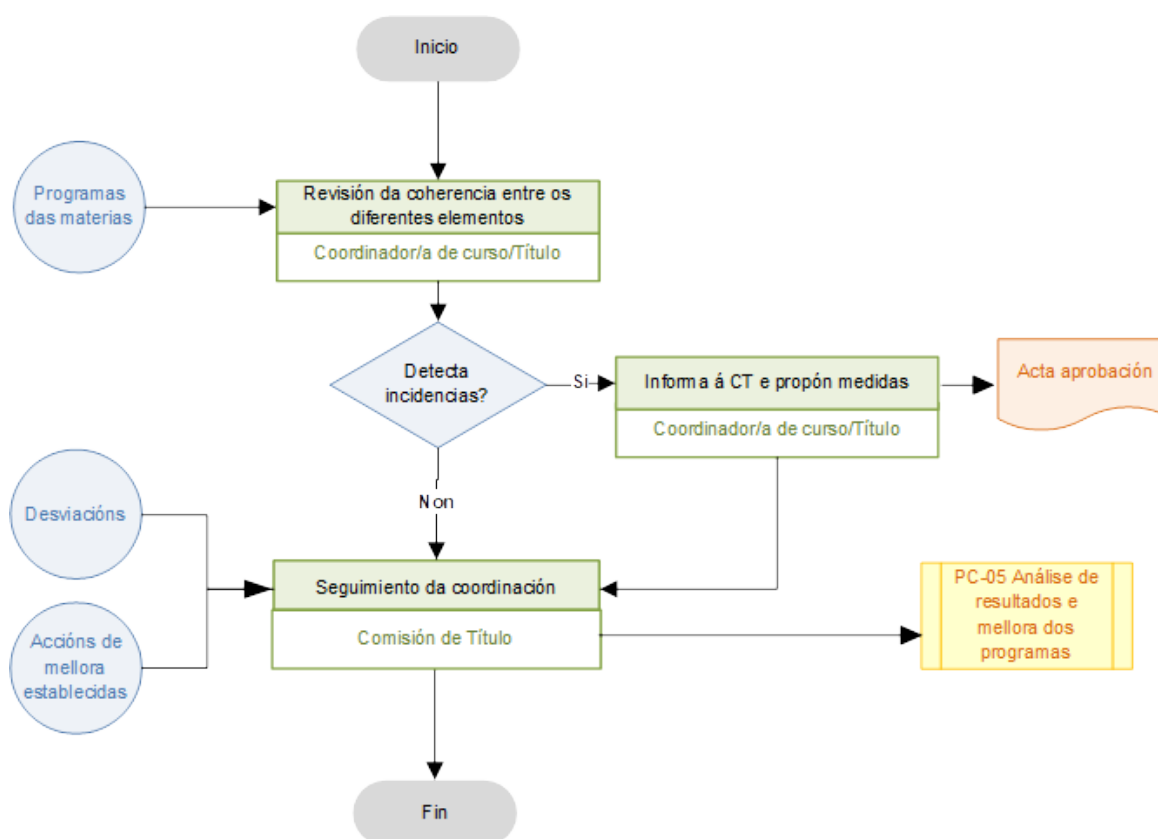 Inicio
Programas
das materias
Revisión da coherencia entre os
diferentes elementos
Coordinador/a de curso/Título
Detecta
incidencias?
Si
Informa á CT e propón medidas
Coordinador/a de curso/Título
Acta aprobación
Non
Desviacións
Accións de
mellora
establecidas
Seguimiento da coordinación
Comisión de Título
PC-05 Análise de
resultados e
mellora dos
programas
Fin